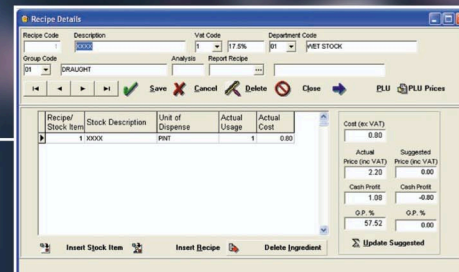 Recipe Details
Recipe Code Description Vat Code Department Code
1 XXXX 1 17.5% 01 WET STOCK
Group Code Analysis Report Recipe
01 DRAUGHT ...
Save Cancel Delete Close PLU PLU Prices
Recipe/ Stock Item Stock Description Unit of Dispense Actual Usage Actual Cost
1 XXXX PINT 1 0.80
Cost (ex VAT)
0.80
Actual Suggested
Price (inc VAT) Price (inc VAT)
2.20 0.00
Cash Profit Cash Profit
1.08 -0.80
G.P. % G.P. %
57.52 0.00
Σ Update Suggested
Insert Stock Item Insert Recipe Delete Ingredient